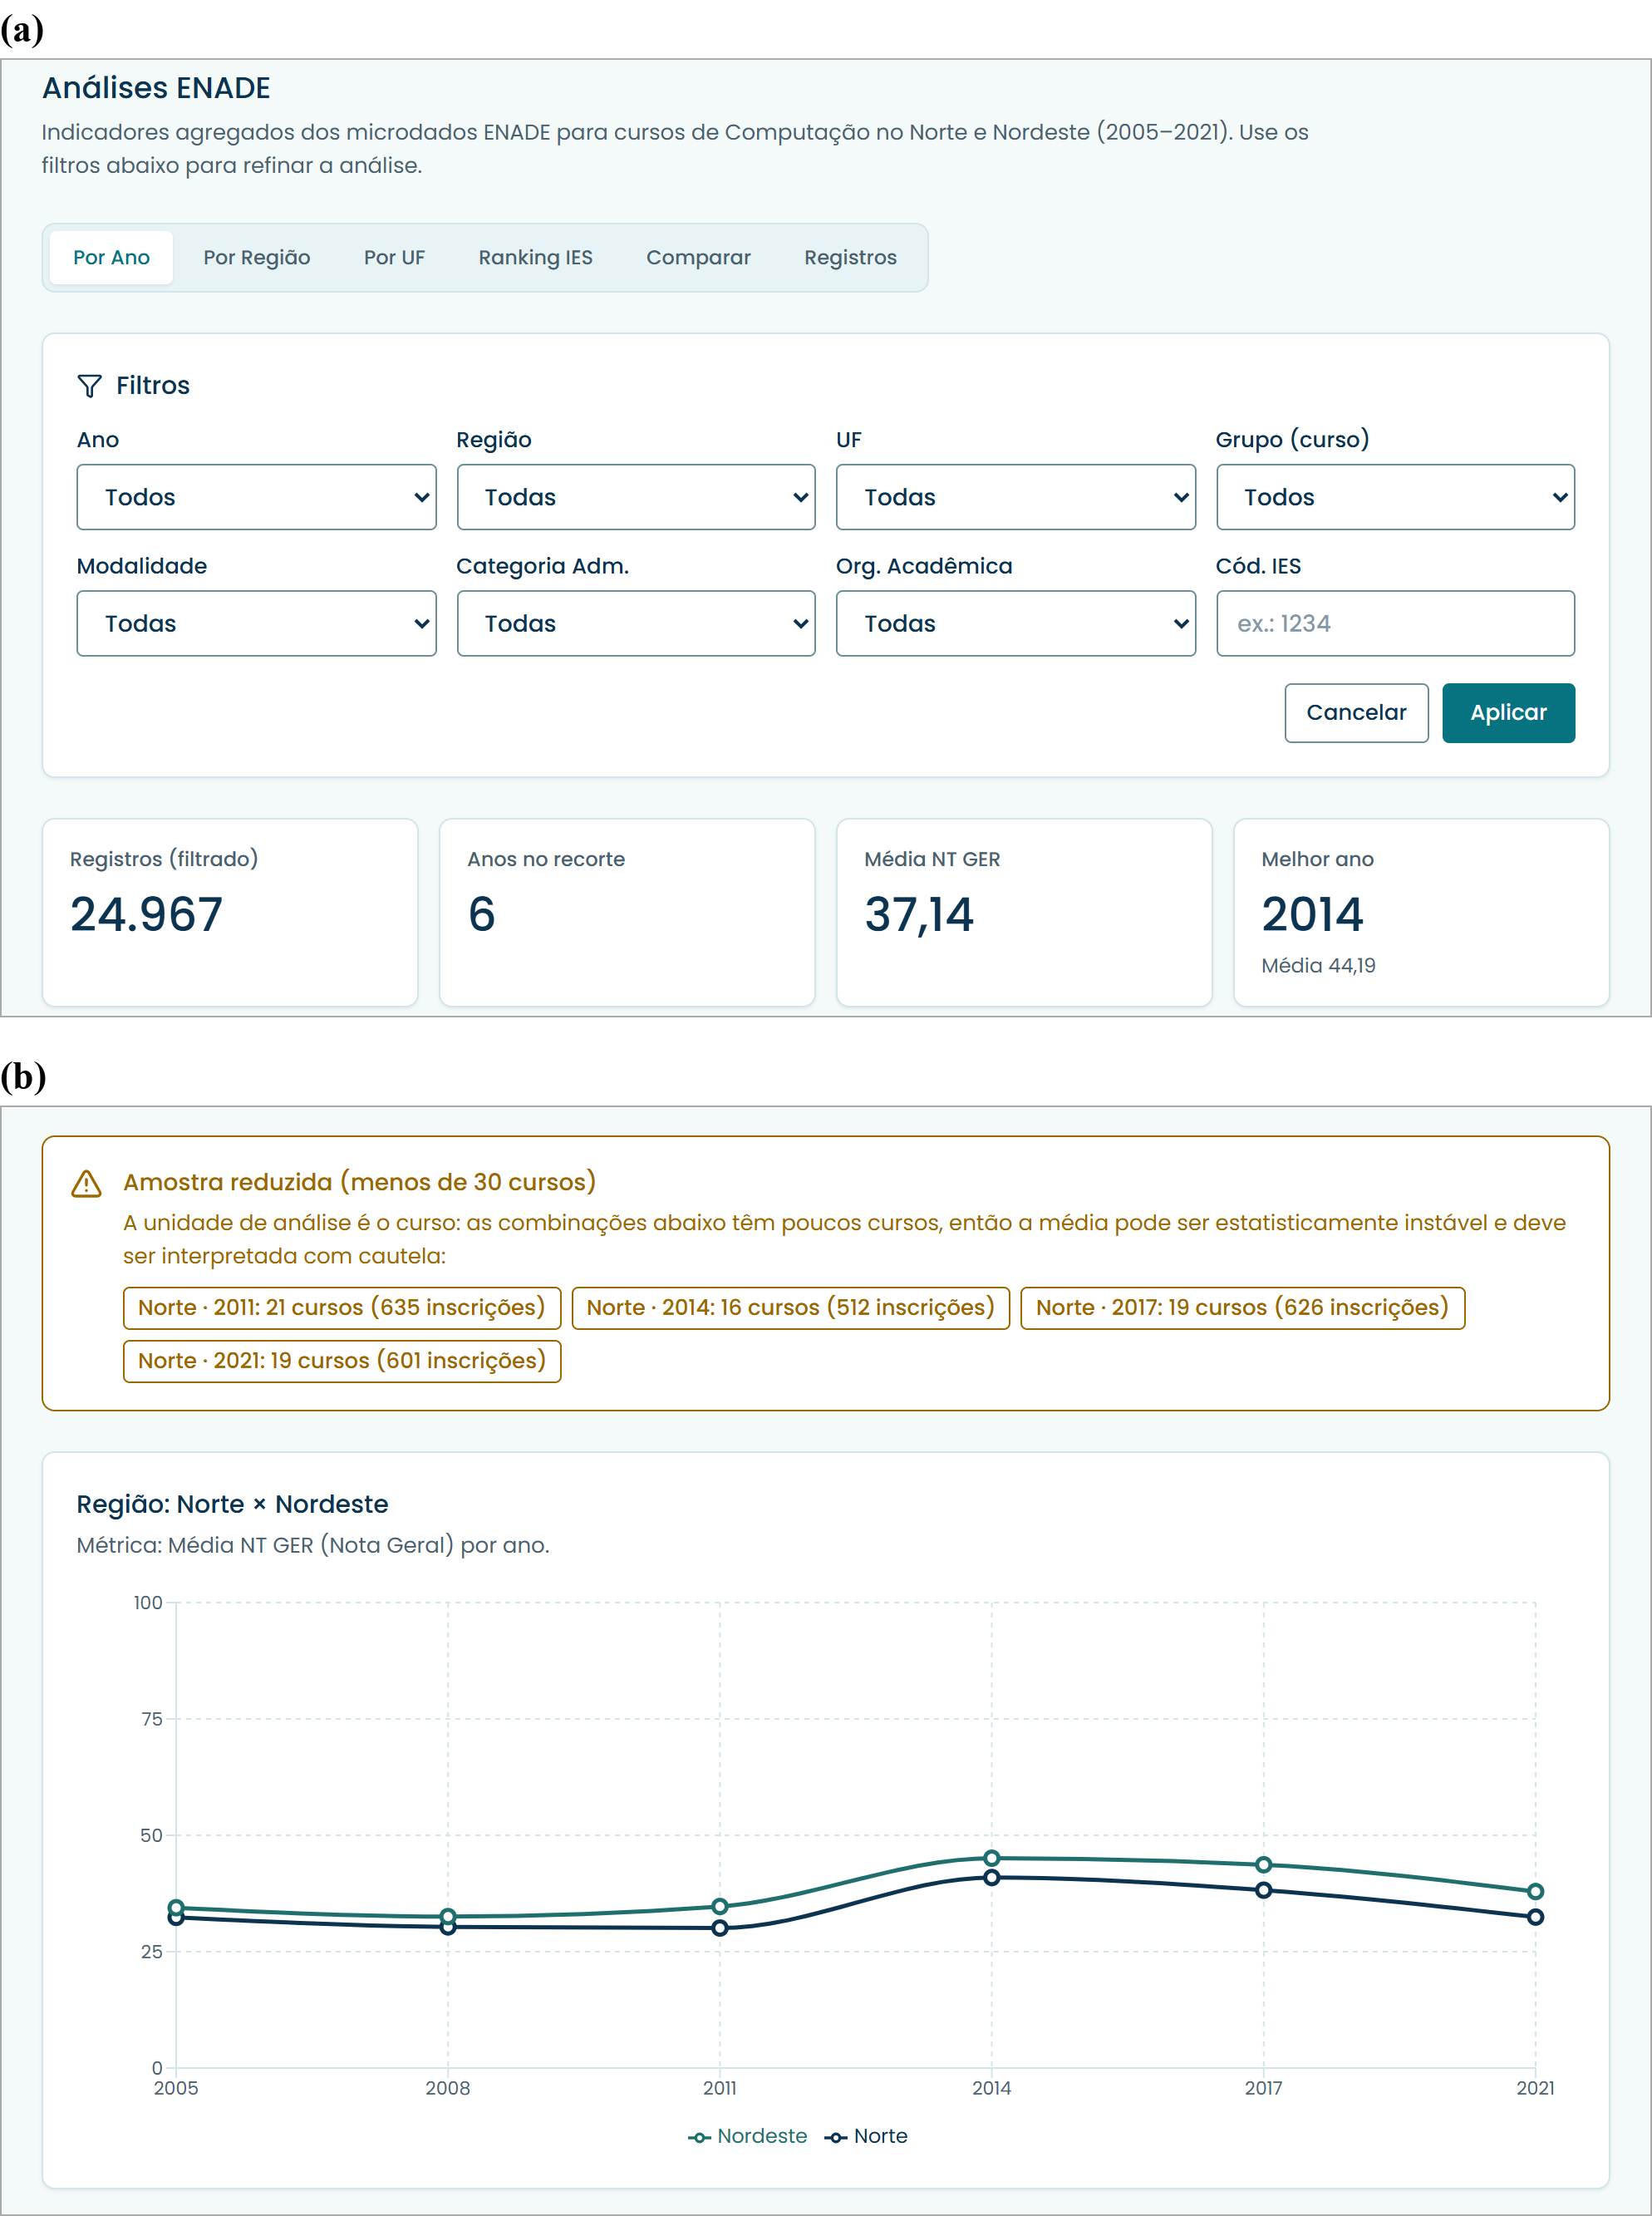 (a)
Análises ENADE
Indicadores agregados dos microdados ENADE para cursos de Computação no Norte e Nordeste (2005–2021). Use os
filtros abaixo para refinar a análise.
Por Ano Por Região Por UF Ranking IES Comparar Registros
Filtros
Ano Região UF Grupo (curso)
Todos Todas Todas Todos
Modalidade Categoria Adm. Org. Acadêmica Cód. IES
Todas Todas Todas ex.: 1234
Cancelar Aplicar
Registros (filtrado) Anos no recorte Média NT GER Melhor ano
24.967 6 37,14 2014
Média 44,19
(b)
Amostra reduzida (menos de 30 cursos)
A unidade de análise é o curso: as combinações abaixo têm poucos cursos, então a média pode ser estatisticamente instável e deve
ser interpretada com cautela:
Norte · 2011: 21 cursos (635 inscrições) Norte · 2014: 16 cursos (512 inscrições) Norte · 2017: 19 cursos (626 inscrições)
Norte · 2021: 19 cursos (601 inscrições)
Região: Norte × Nordeste
Métrica: Média NT GER (Nota Geral) por ano.
100
75
50
25
0
2005 2008 2011 2014 2017 2021
Nordeste Norte